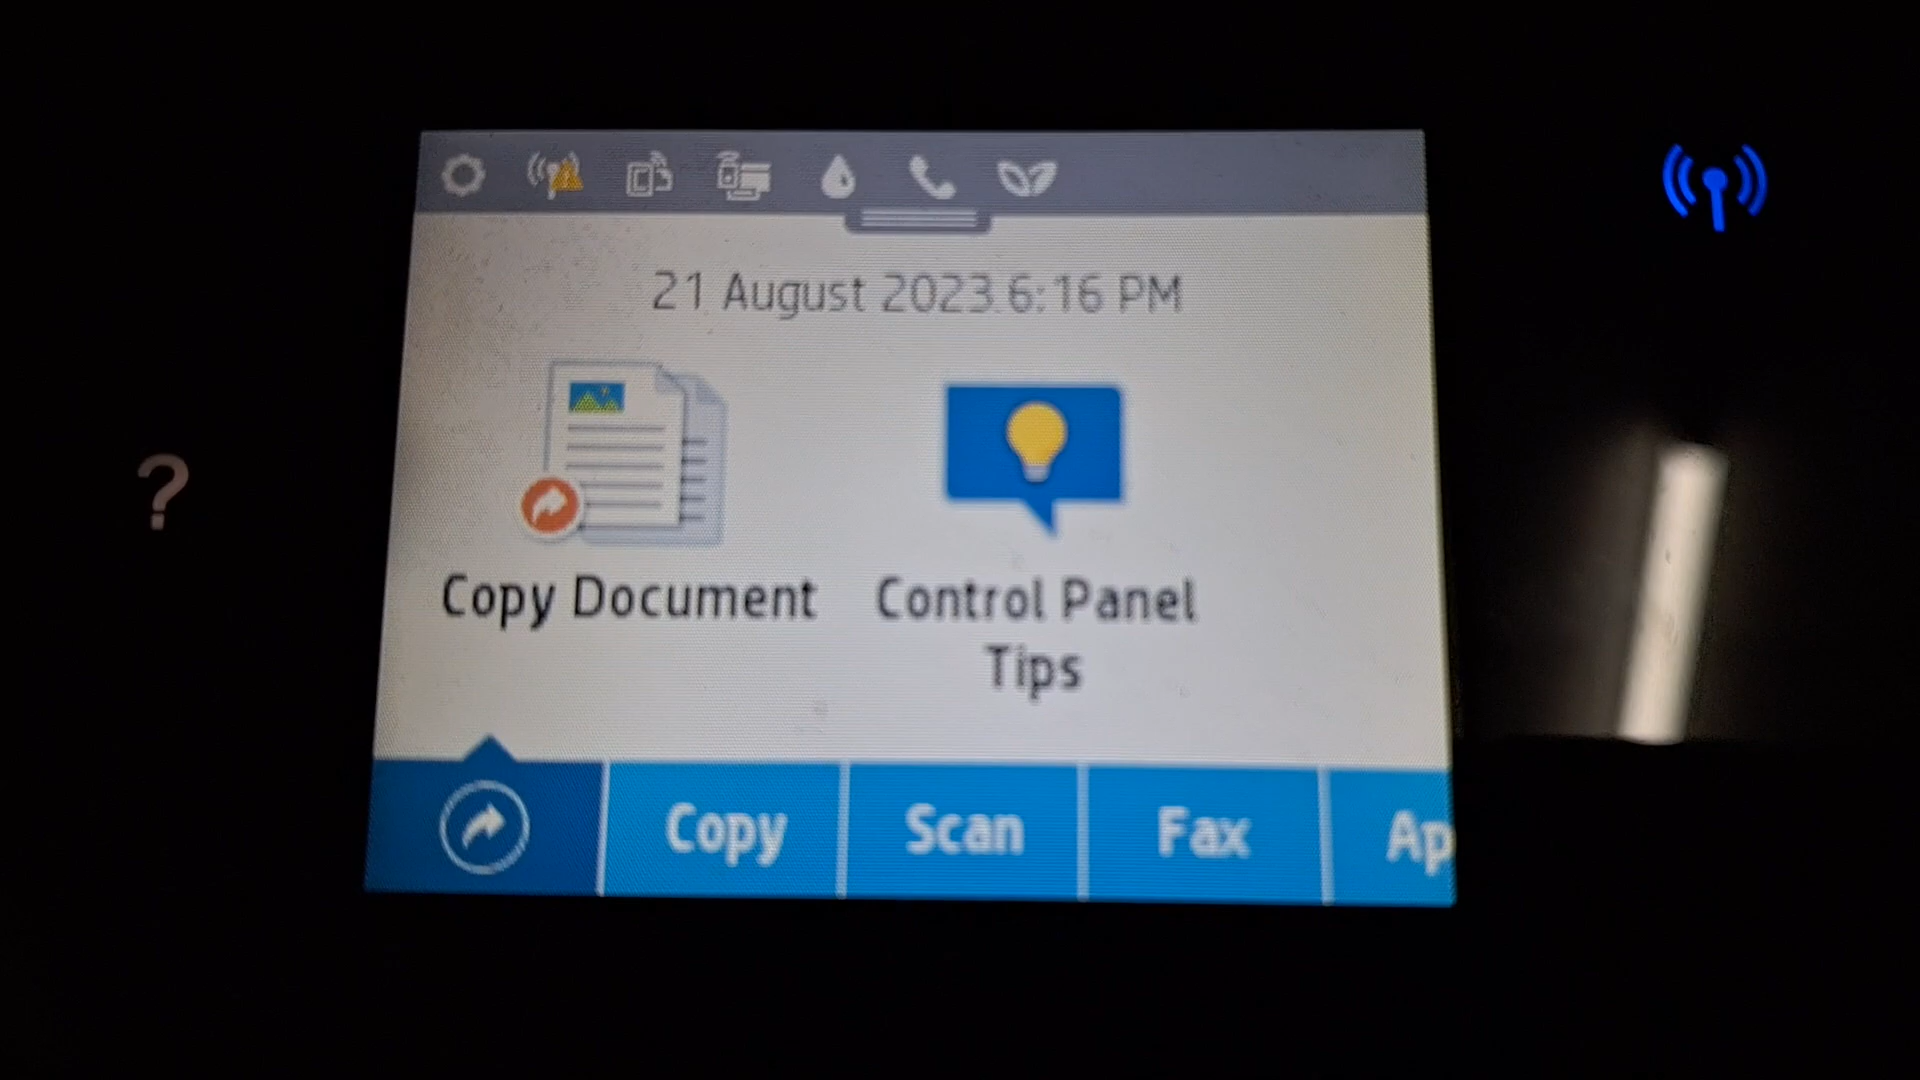 21 August 2023 6:16 PM
Copy Document
Control Panel
Tips
Copy
Scan
Fax
Ap
?